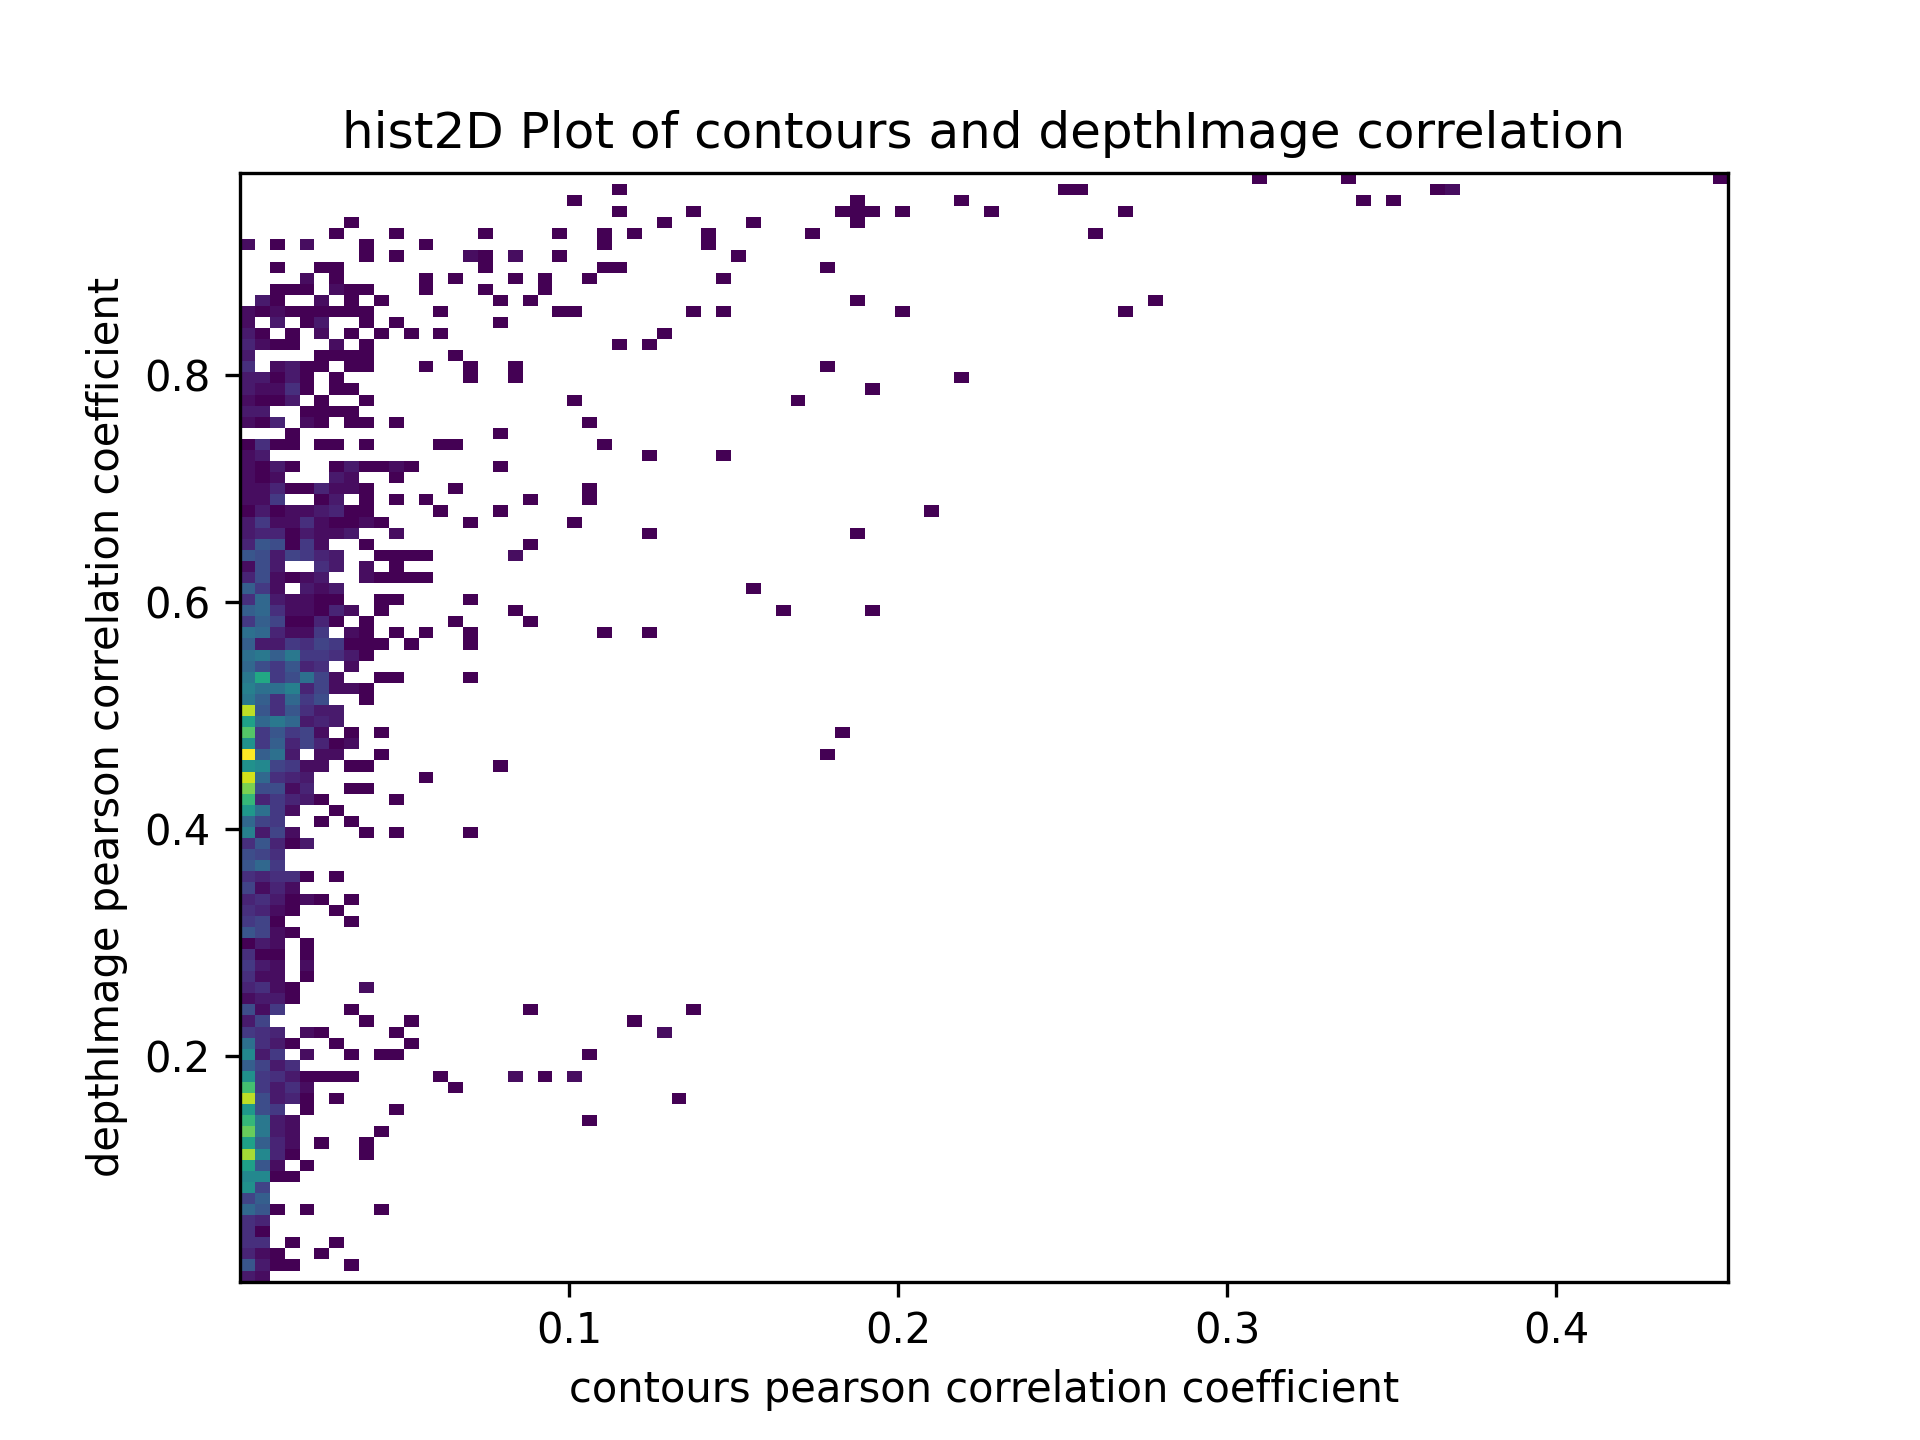 hist2D Plot of contours and depthImage correlation
depthImage pearson correlation coefficient
0.8
0.6
0.4
0.2
0.1
0.2
0.3
0.4
contours pearson correlation coefficient